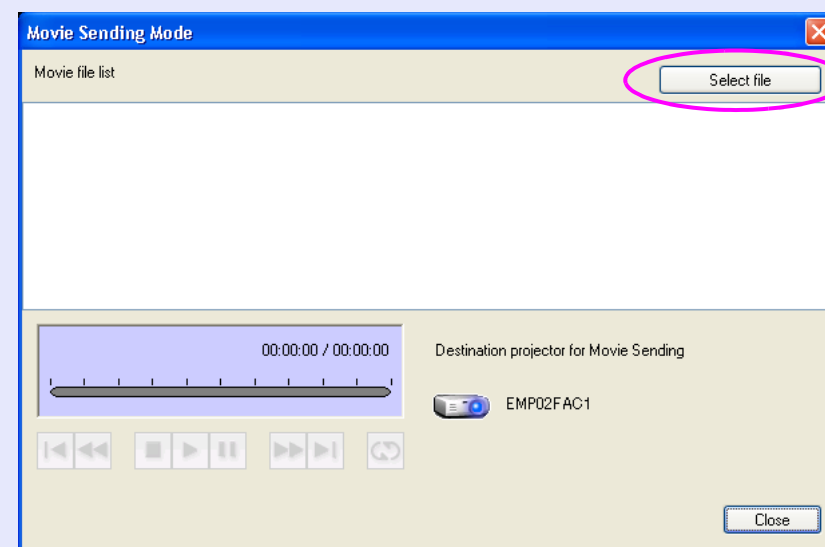 Movie Sending Mode
Movie file list
Select file
00:00:00 / 00:00:00
Destination projector for Movie Sending
EMP02FAC1
Close